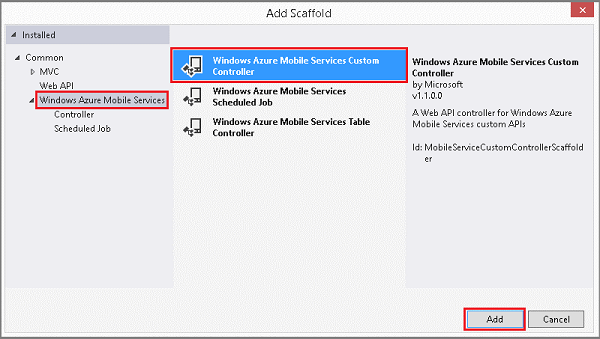 Add Scaffold
Installed
Common
MVC
Web API
Windows Azure Mobile Services
Controller
Scheduled Job
Windows Azure Mobile Services Custom
Controller
Windows Azure Mobile Services
Scheduled Job
Windows Azure Mobile Services Table
Controller
Windows Azure Mobile Services Custom
Controller
by Microsoft
v1.1.0.0
A Web API controller for Windows Azure
Mobile Services custom APIs
Id: MobileServiceCustomControllerScaffold
er
Add
Cancel